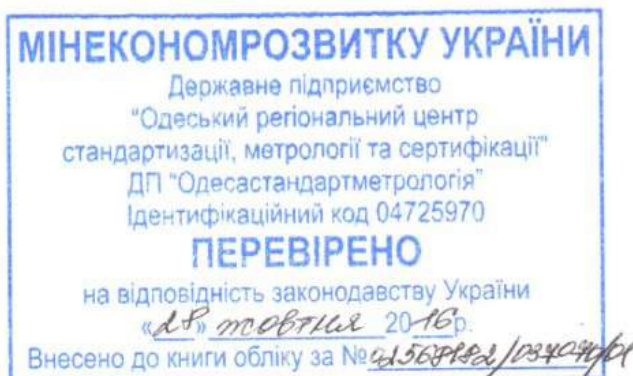 МІНЕКОНОМРОЗВИТКУ УКРАЇНИ
Державне підприємство
"Одеський регіональний центр
стандартизації, метрології та сертифікації"
ДП "Одесастандартметрологія"
Ідентифікаційний код 04725970
ПЕРЕВІРЕНО
на відповідність законодавству України
«28» жовтня 2016р.
Внесено до книги обліку за №